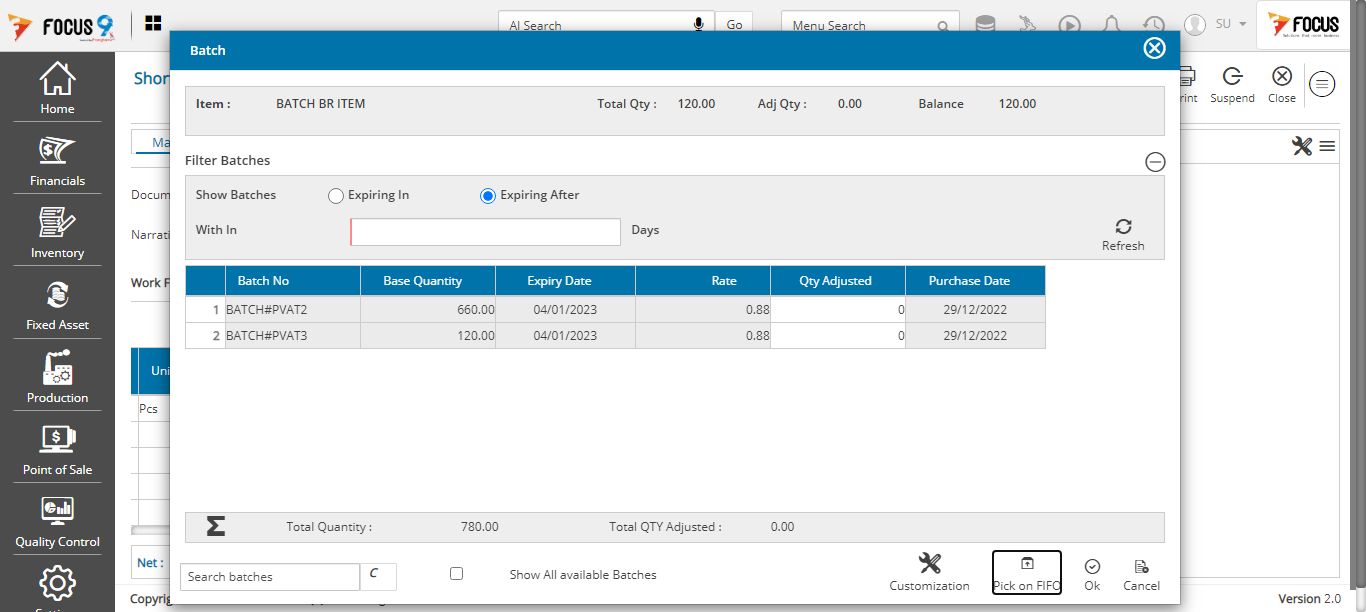 FOCUS 9
AI Search
Go
Menu Search
SU
FOCUS
Batch
Home
Financials
Inventory
Fixed Asset
Production
Point of Sale
Quality Control
Shor
rint
Suspend
Close
Ma
Docum
Narrati
Work F
Uni
Pcs
Net :
Item :
BATCH BR ITEM
Total Qty :
120.00
Adj Qty :
0.00
Balance
120.00
Filter Batches
Show Batches
Expiring In
Expiring After
With In
Days
Refresh
Batch No Base Quantity Expiry Date Rate Qty Adjusted Purchase Date
1 BATCH#PVAT2 660.00 04/01/2023 0.88 0 29/12/2022
2 BATCH#PVAT3 120.00 04/01/2023 0.88 0 29/12/2022
Σ Total Quantity : 780.00 Total QTY Adjusted : 0.00
Search batches
C
Show All available Batches
Customization
Pick on FIFO
Ok
Cancel
Copyrig
Version 2.0